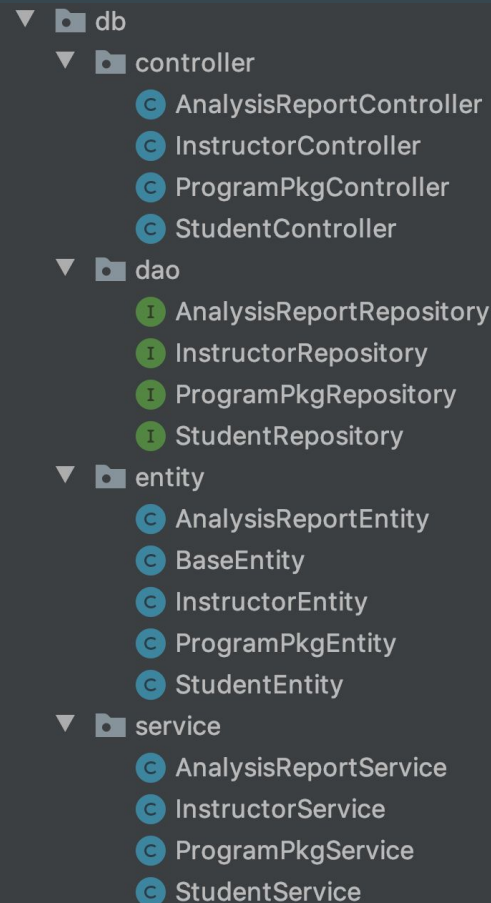 db
controller
C AnalysisReportController
C InstructorController
C ProgramPkgController
C StudentController
dao
I AnalysisReportRepository
I InstructorRepository
I ProgramPkgRepository
I StudentRepository
entity
C AnalysisReportEntity
C BaseEntity
C InstructorEntity
C ProgramPkgEntity
C StudentEntity
service
C AnalysisReportService
C InstructorService
C ProgramPkgService
C StudentService